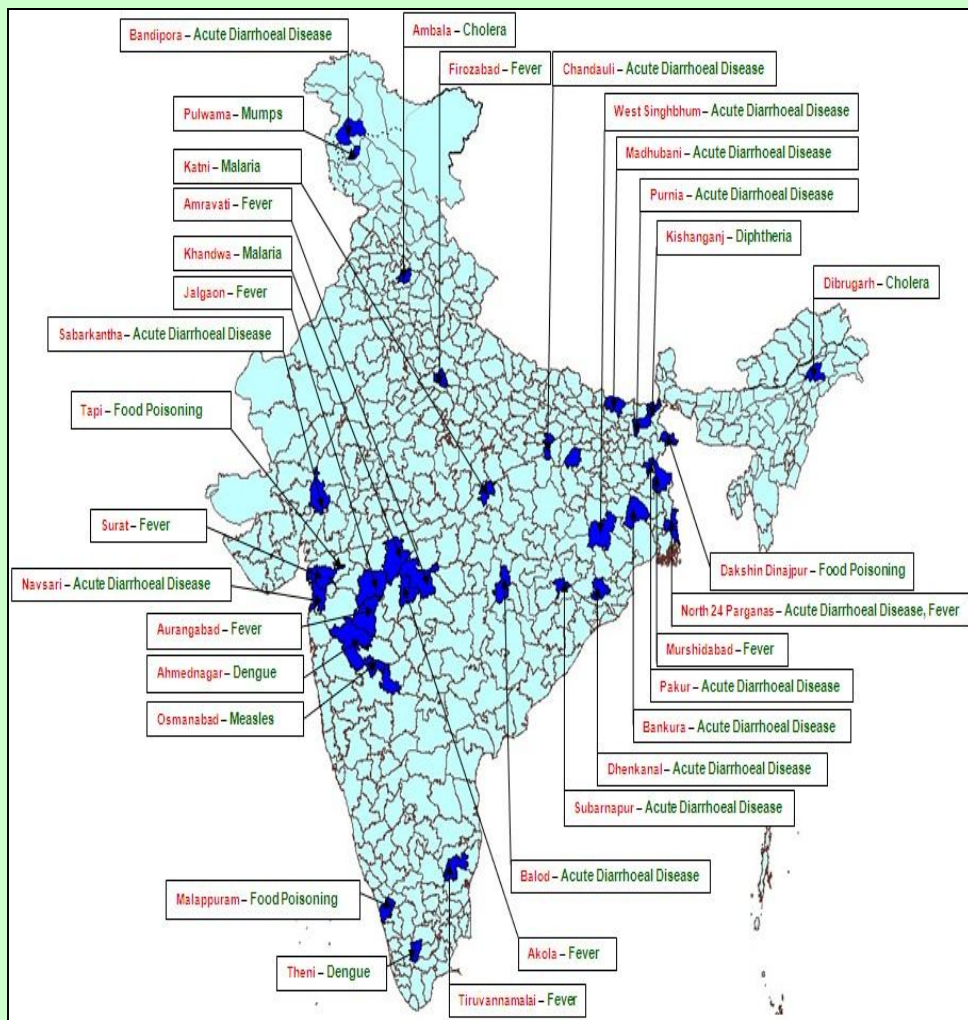 Bandipora – Acute Diarrhoeal Disease
Ambala – Cholera
Firozabad – Fever
Chandauli – Acute Diarrhoeal Disease
Pulwama – Mumps
West Singhbhum – Acute Diarrhoeal Disease
Madhubani – Acute Diarrhoeal Disease
Katni – Malaria
Purnia – Acute Diarrhoeal Disease
Amravati – Fever
Kishanganj – Diphtheria
Khandwa – Malaria
Jalgaon – Fever
Dibrugarh – Cholera
Sabarkantha – Acute Diarrhoeal Disease
Tapi – Food Poisoning
Surat – Fever
Navsari – Acute Diarrhoeal Disease
Dakshin Dinajpur – Food Poisoning
North 24 Parganas – Acute Diarrhoeal Disease, Fever
Aurangabad – Fever
Murshidabad – Fever
Ahmednagar – Dengue
Pakur – Acute Diarrhoeal Disease
Osmanabad – Measles
Bankura – Acute Diarrhoeal Disease
Dhenkanal – Acute Diarrhoeal Disease
Subarnapur – Acute Diarrhoeal Disease
Balod – Acute Diarrhoeal Disease
Malappuram – Food Poisoning
Akola – Fever
Theni – Dengue
Tiruvannamalai – Fever